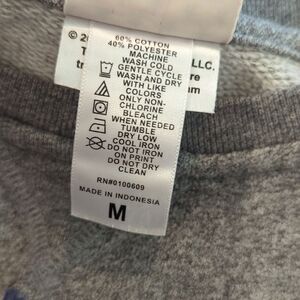 © 20
LLC.
60% COTTON
40% POLYESTER
MACHINE
WASH COLD
GENTLE CYCLE
WASH AND DRY
WITH LIKE
COLORS
ONLY NON-
CHLORINE
BLEACH
WHEN NEEDED
TUMBLE
DRY LOW
COOL IRON
DO NOT IRON
ON PRINT
DO NOT DRY
CLEAN
RN#0100609
MADE IN INDONESIA
M